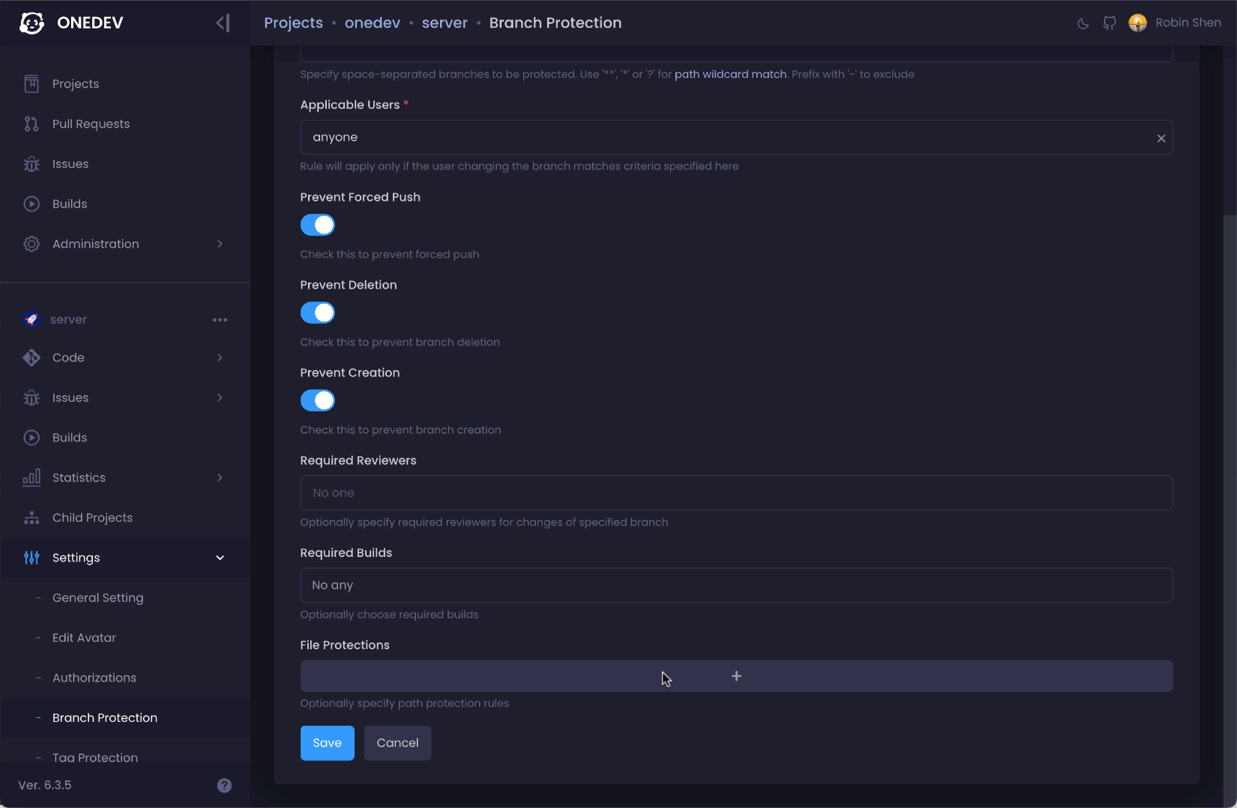 ONEDEV
Projects • onedev • server • Branch Protection
Robin Shen
Projects
Pull Requests
Issues
Builds
Administration
server
Code
Issues
Builds
Statistics
Child Projects
Settings
- General Setting
- Edit Avatar
- Authorizations
- Branch Protection
- Tag Protection
Ver. 6.3.5
?
Specify space-separated branches to be protected. Use '**', '*' or '?' for path wildcard match. Prefix with '-' to exclude
Applicable Users *
anyone ×
Rule will apply only if the user changing the branch matches criteria specified here
Prevent Forced Push
Check this to prevent forced push
Prevent Deletion
Check this to prevent branch deletion
Prevent Creation
Check this to prevent branch creation
Required Reviewers
No one
Optionally specify required reviewers for changes of specified branch
Required Builds
No any
Optionally choose required builds
File Protections
+
Optionally specify path protection rules
Save Cancel